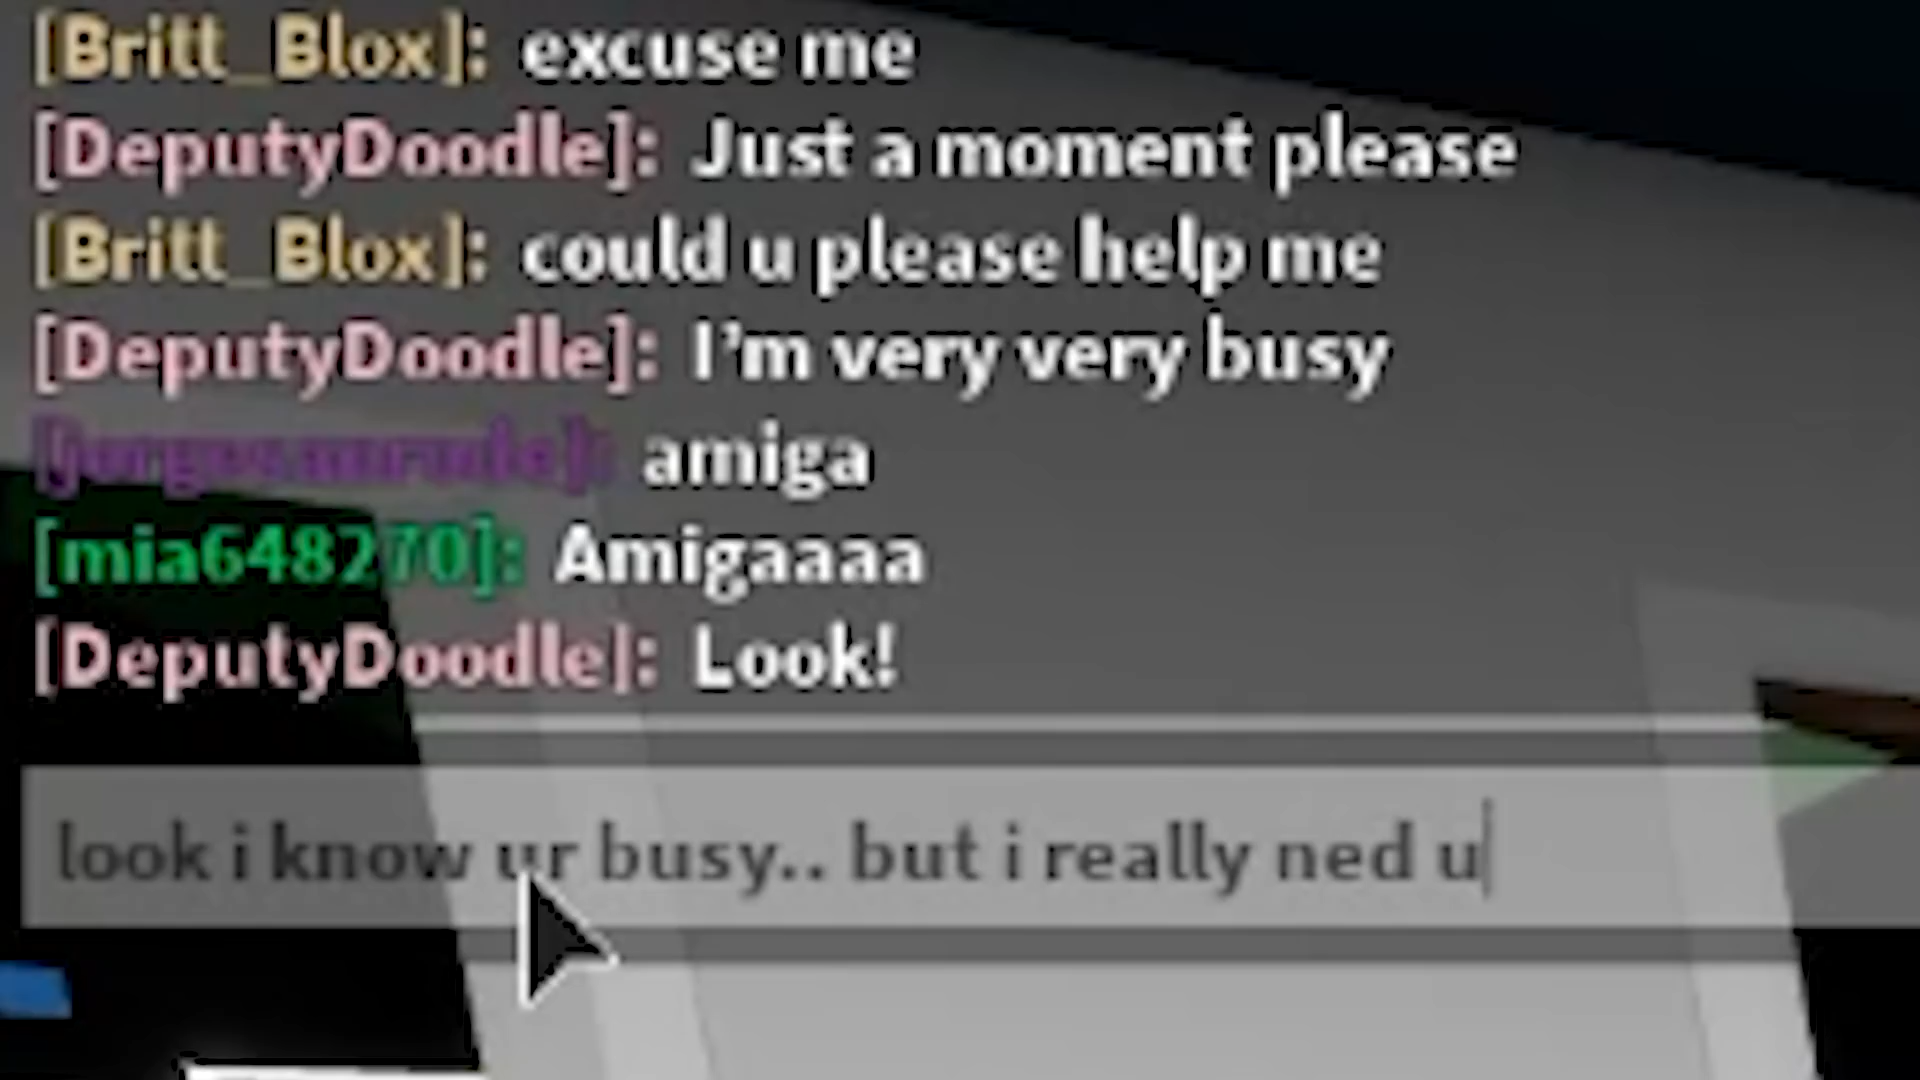 [Britt_Blox]: excuse me
[DeputyDoodle]: Just a moment please
[Britt_Blox]: could u please help me
[DeputyDoodle]: I'm very very busy
amiga
[mia648270]: Amigaaaa
[DeputyDoodle]: Look!
look i know ur busy.. but i really ned u